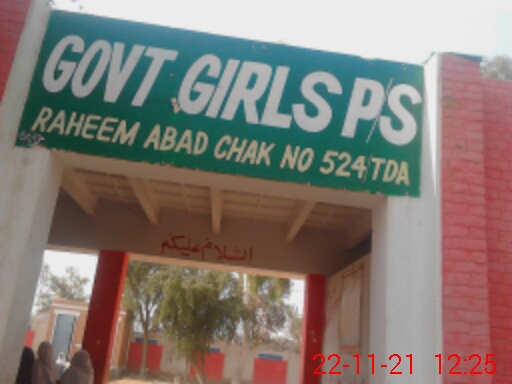 GOVT GIRLS P/S
RAHEEM ABAD CHAK NO 524 TDA
السلام علیکم
22-11-21 12:25